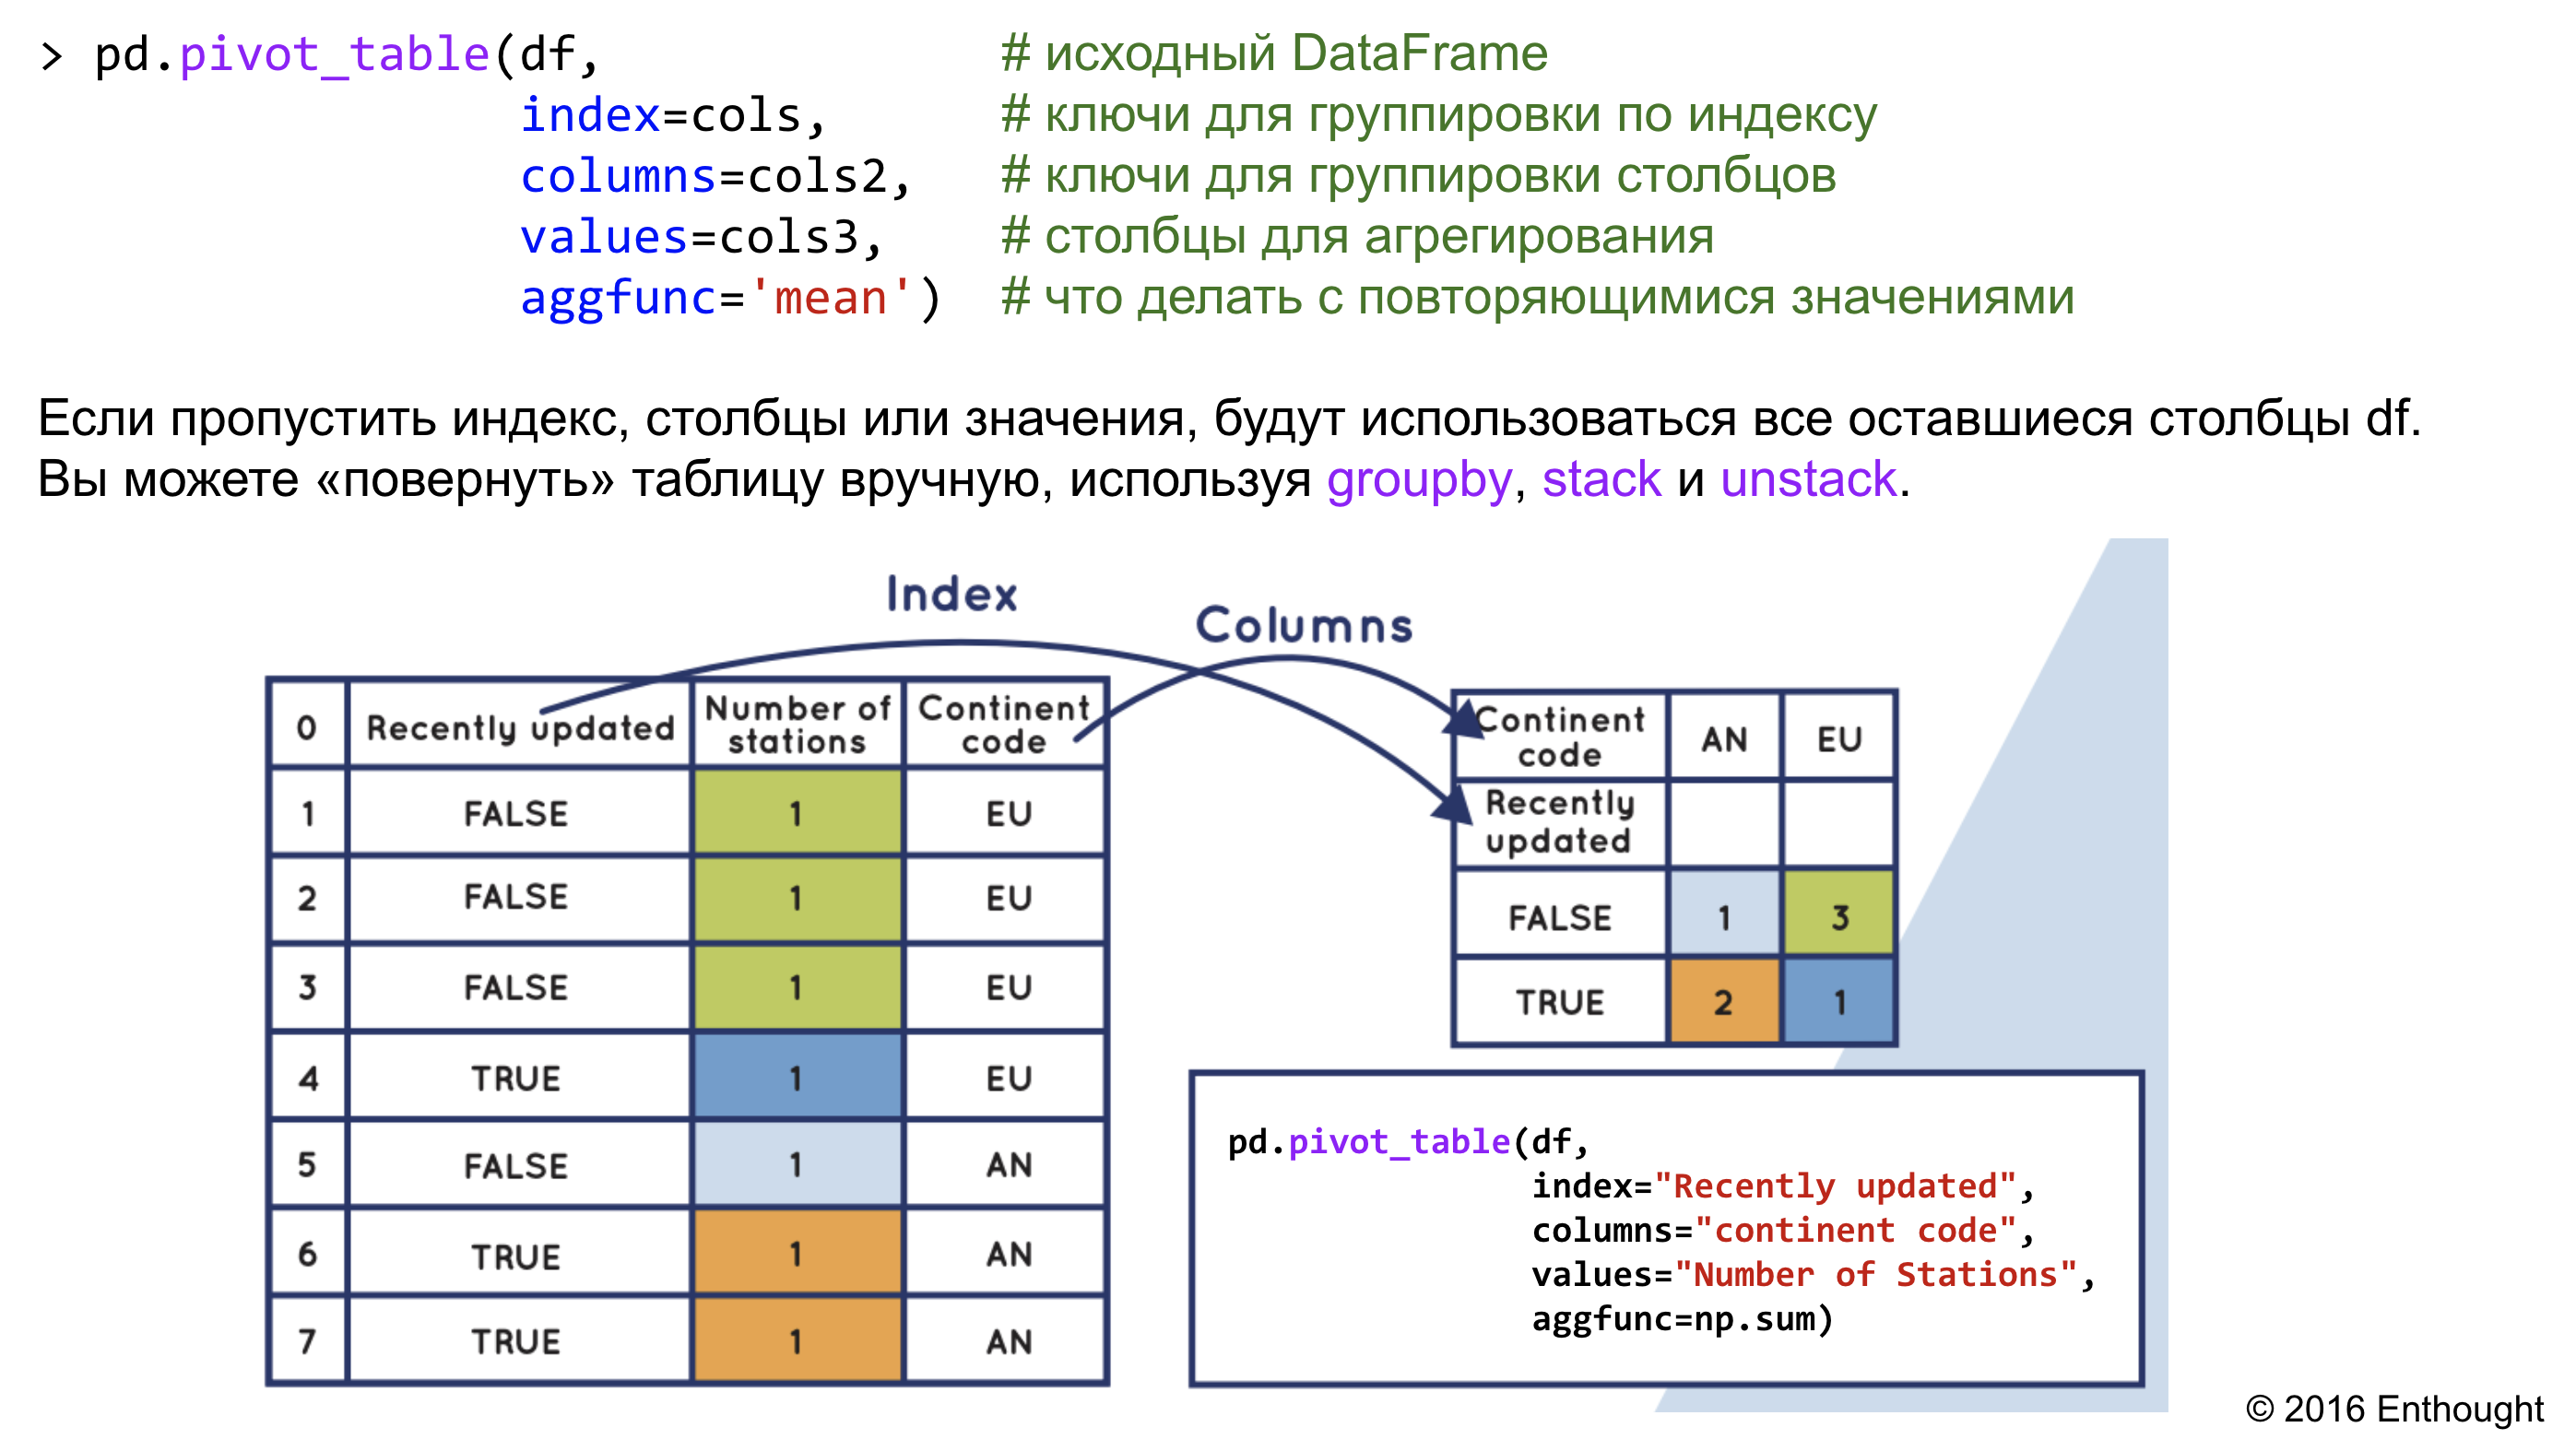 > pd.pivot_table(df, # исходный DataFrame
index=cols, # ключи для группировки по индексу
columns=cols2, # ключи для группировки столбцов
values=cols3, # столбцы для агрегирования
aggfunc='mean') # что делать с повторяющимися значениями
Если пропустить индекс, столбцы или значения, будут использоваться все оставшиеся столбцы df.
Вы можете «повернуть» таблицу вручную, используя groupby, stack и unstack.
Index
Columns
0 Recently updated Number of stations Continent code
1 FALSE 1 EU
2 FALSE 1 EU
3 FALSE 1 EU
4 TRUE 1 EU
5 FALSE 1 AN
6 TRUE 1 AN
7 TRUE 1 AN
Continent code AN EU
Recently updated
FALSE 1 3
TRUE 2 1
pd.pivot_table(df,
index="Recently updated",
columns="continent code",
values="Number of Stations",
aggfunc=np.sum)
© 2016 Enthought